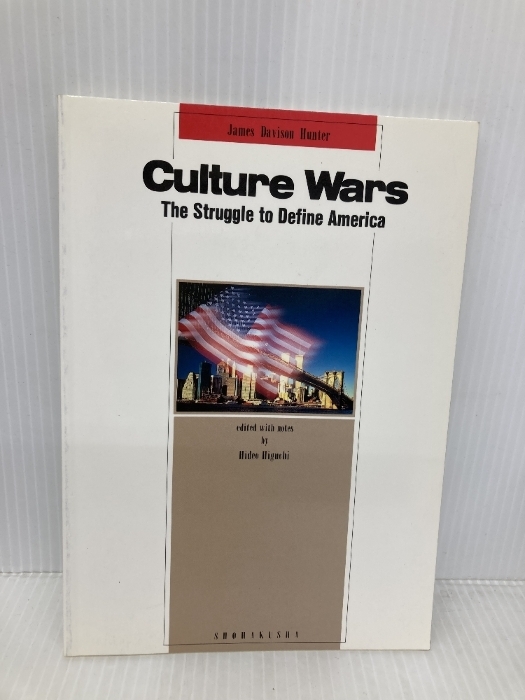 James Davison Hunter
Culture Wars
The Struggle to Define America
edited with notes
by
Hideo Higuchi
SHOHAKUSHA